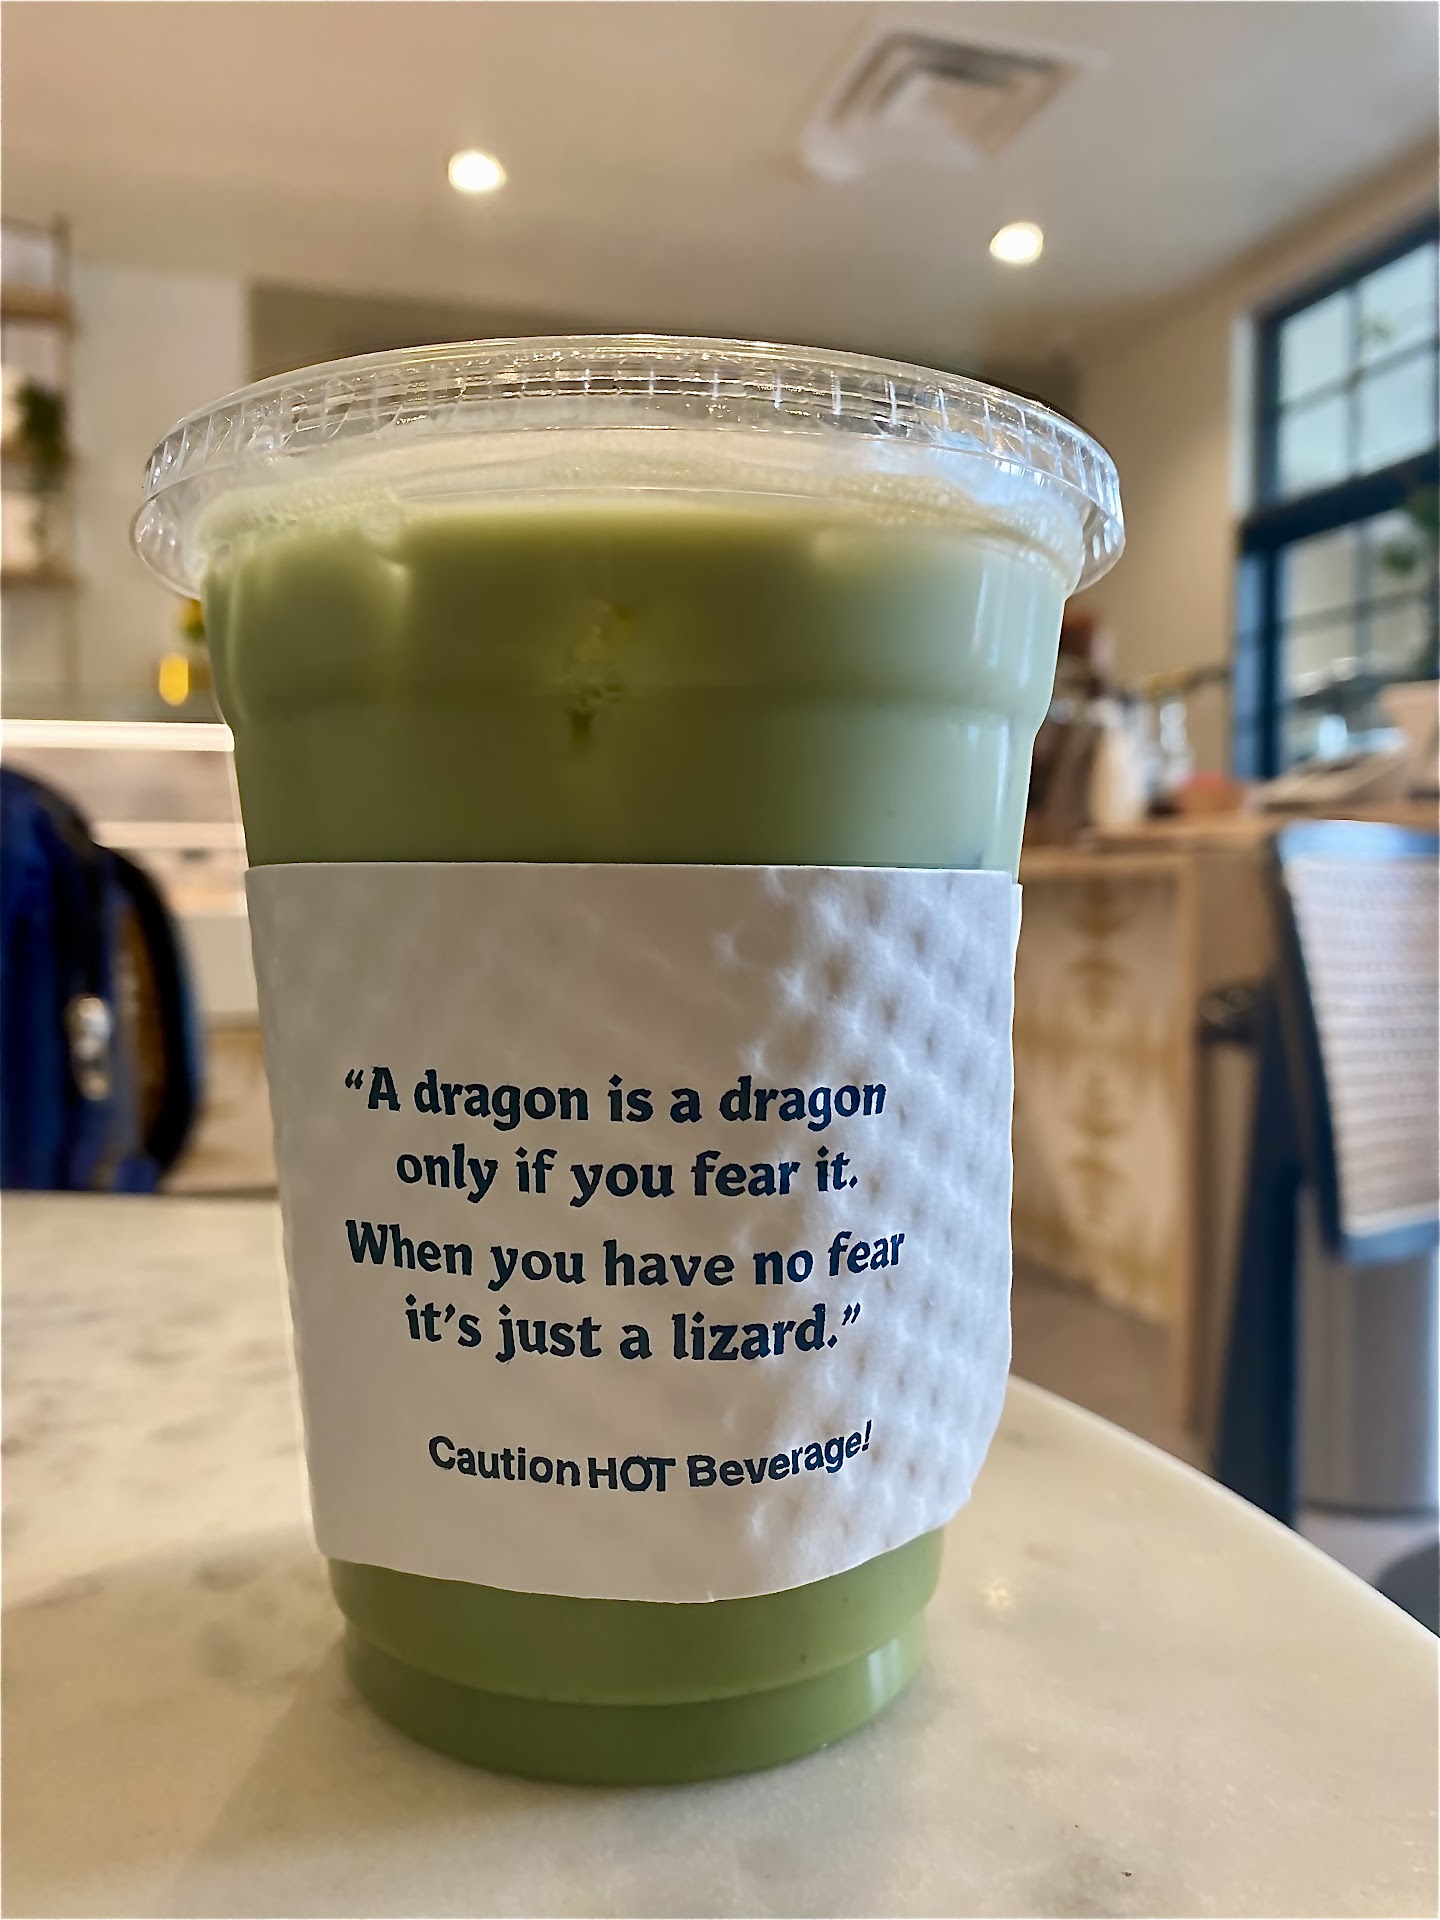 “A dragon is a dragon
only if you fear it.
When you have no fear
it’s just a lizard.”
Caution HOT Beverage!